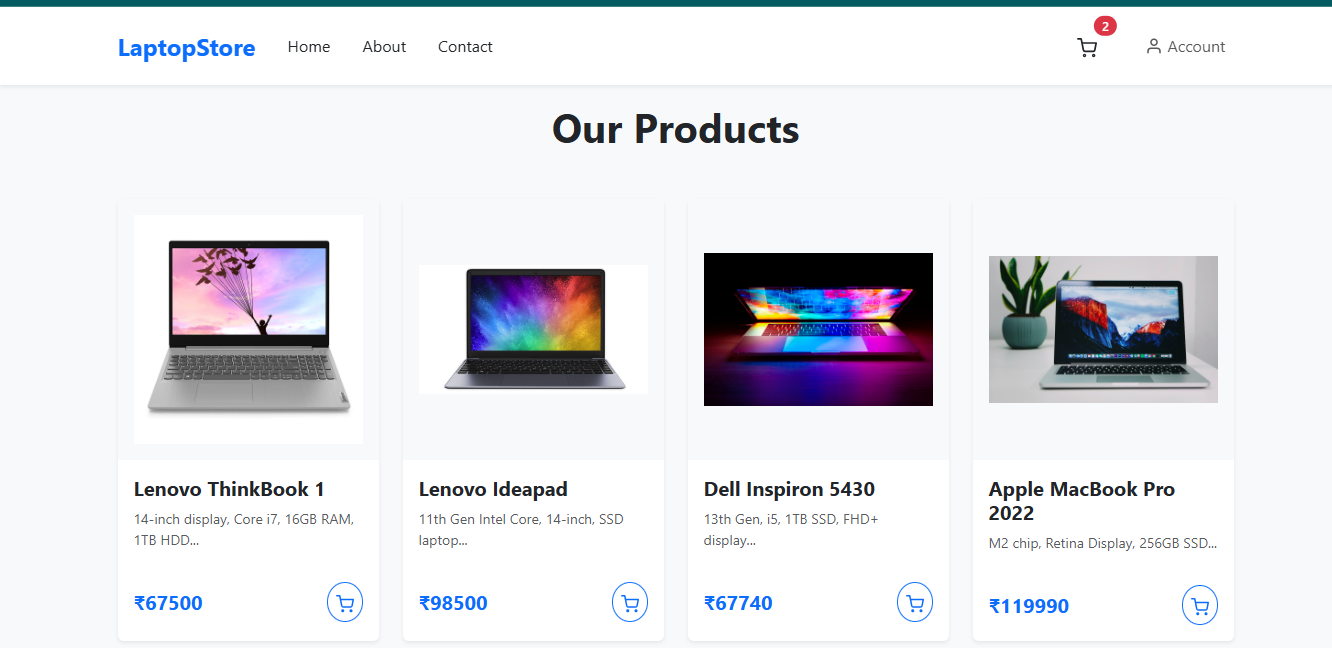 LaptopStore
Home
About
Contact
2
Account
Our Products
Lenovo ThinkBook 1
14-inch display, Core i7, 16GB RAM,
1TB HDD...
₹67500
Lenovo Ideapad
11th Gen Intel Core, 14-inch, SSD
laptop...
₹98500
Dell Inspiron 5430
13th Gen, i5, 1TB SSD, FHD+
display...
₹67740
Apple MacBook Pro
2022
M2 chip, Retina Display, 256GB SSD...
₹119990